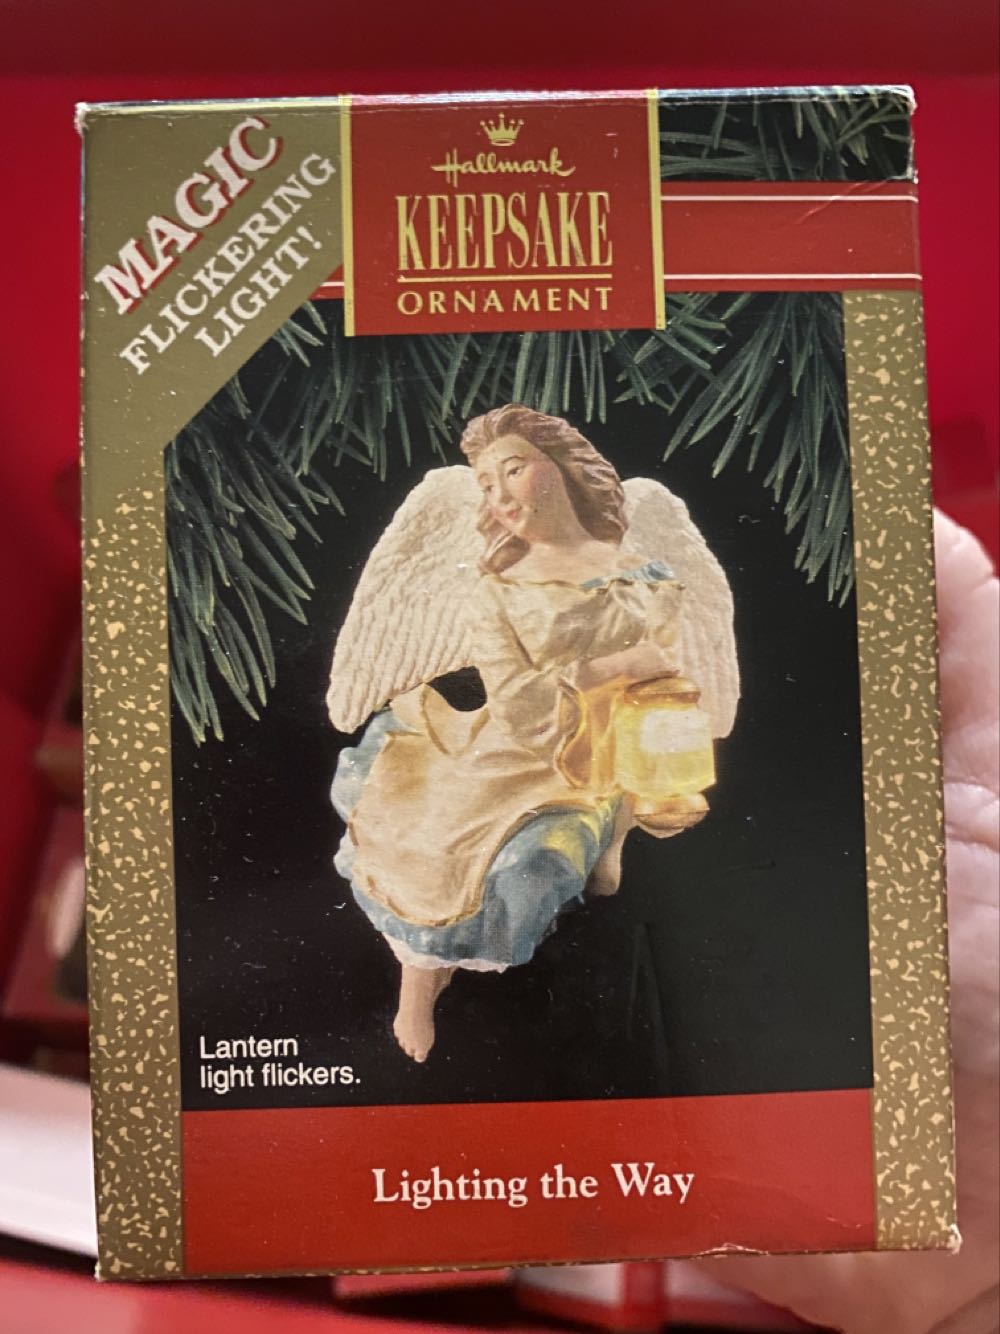 MAGIC
FLICKERING
LIGHT!
Hallmark
KEEPSAKE
ORNAMENT
Lantern
light flickers.
Lighting the Way